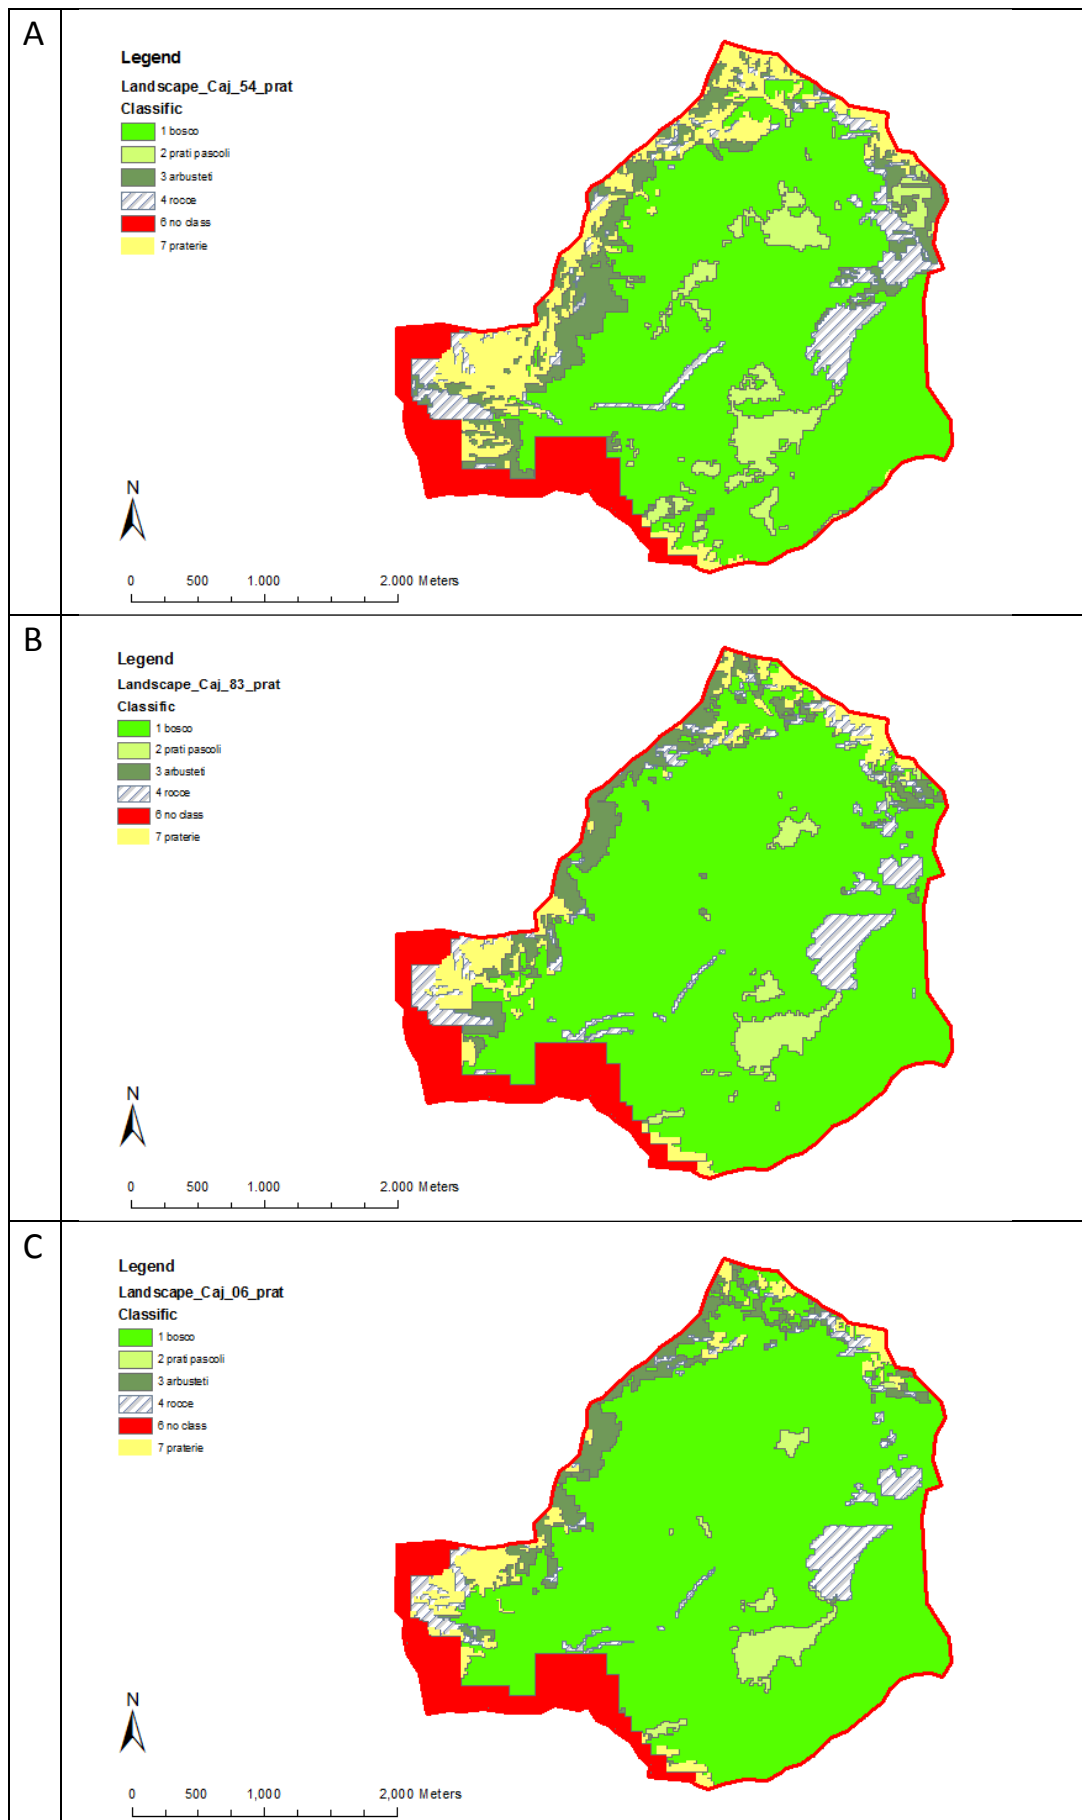 A
Legend
Landscape_Caj_54_prat
Classific
1 bosco
2 prati pascoli
3 arbusteti
4 rocce
6 no class
7 praterie
N
0 500 1.000 2.000 Meters
B
Legend
Landscape_Caj_83_prat
Classific
1 bosco
2 prati pascoli
3 arbusteti
4 rocce
6 no class
7 praterie
N
0 500 1.000 2.000 Meters
C
Legend
Landscape_Caj_06_prat
Classific
1 bosco
2 prati pascoli
3 arbusteti
4 rocce
6 no class
7 praterie
N
0 500 1,000 2,000 Meters